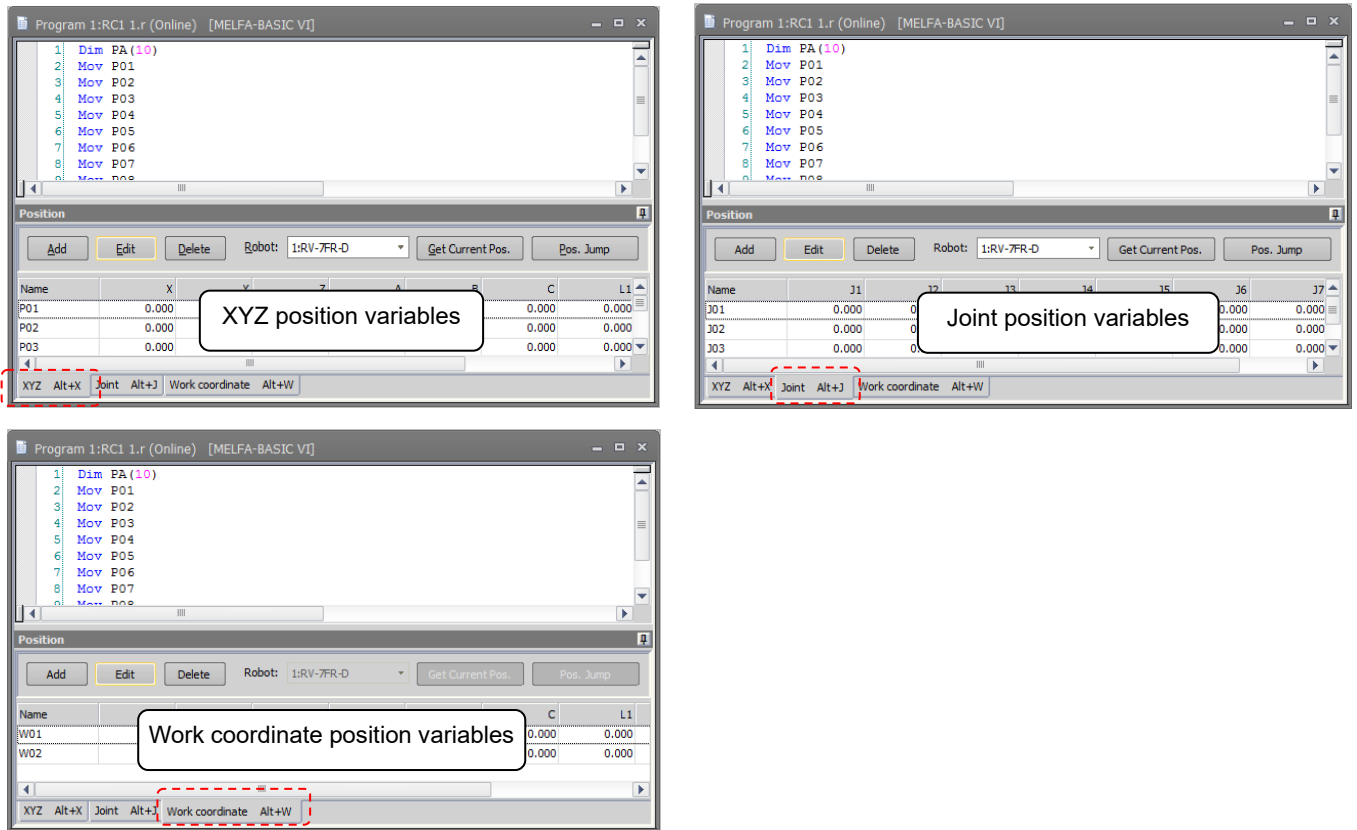 Program 1:RC1 1.r (Online) [MELFA-BASIC VI]
1 Dim PA(10)
2 Mov P01
3 Mov P02
4 Mov P03
5 Mov P04
6 Mov P05
7 Mov P06
8 Mov P07
9 Mov P08
Position
Add Edit Delete Robot: 1:RV-7FR-D Get Current Pos. Pos. Jump
Name X Y Z A B C L1
P01 0.000 0.000 0.000
P02 0.000 0.000
P03 0.000 0.000 0.000
XYZ position variables
XYZ Alt+X Joint Alt+J Work coordinate Alt+W
Program 1:RC1 1.r (Online) [MELFA-BASIC VI]
1 Dim PA(10)
2 Mov P01
3 Mov P02
4 Mov P03
5 Mov P04
6 Mov P05
7 Mov P06
8 Mov P07
9 Mov P08
Position
Add Edit Delete Robot: 1:RV-7FR-D Get Current Pos. Pos. Jump
Name J1 J2 J3 J4 J5 J6 J7
J01 0.000 0.000 0.000
J02 0.000 0.000 0.000
J03 0.000 0.000 0.000
Joint position variables
XYZ Alt+X Joint Alt+J Work coordinate Alt+W
Program 1:RC1 1.r (Online) [MELFA-BASIC VI]
1 Dim PA(10)
2 Mov P01
3 Mov P02
4 Mov P03
5 Mov P04
6 Mov P05
7 Mov P06
8 Mov P07
9 Mov P08
Position
Add Edit Delete Robot: 1:RV-7FR-D Get Current Pos. Pos. Jump
Name C L1
W01 0.000 0.000
W02 0.000 0.000
Work coordinate position variables
XYZ Alt+X Joint Alt+J Work coordinate Alt+W